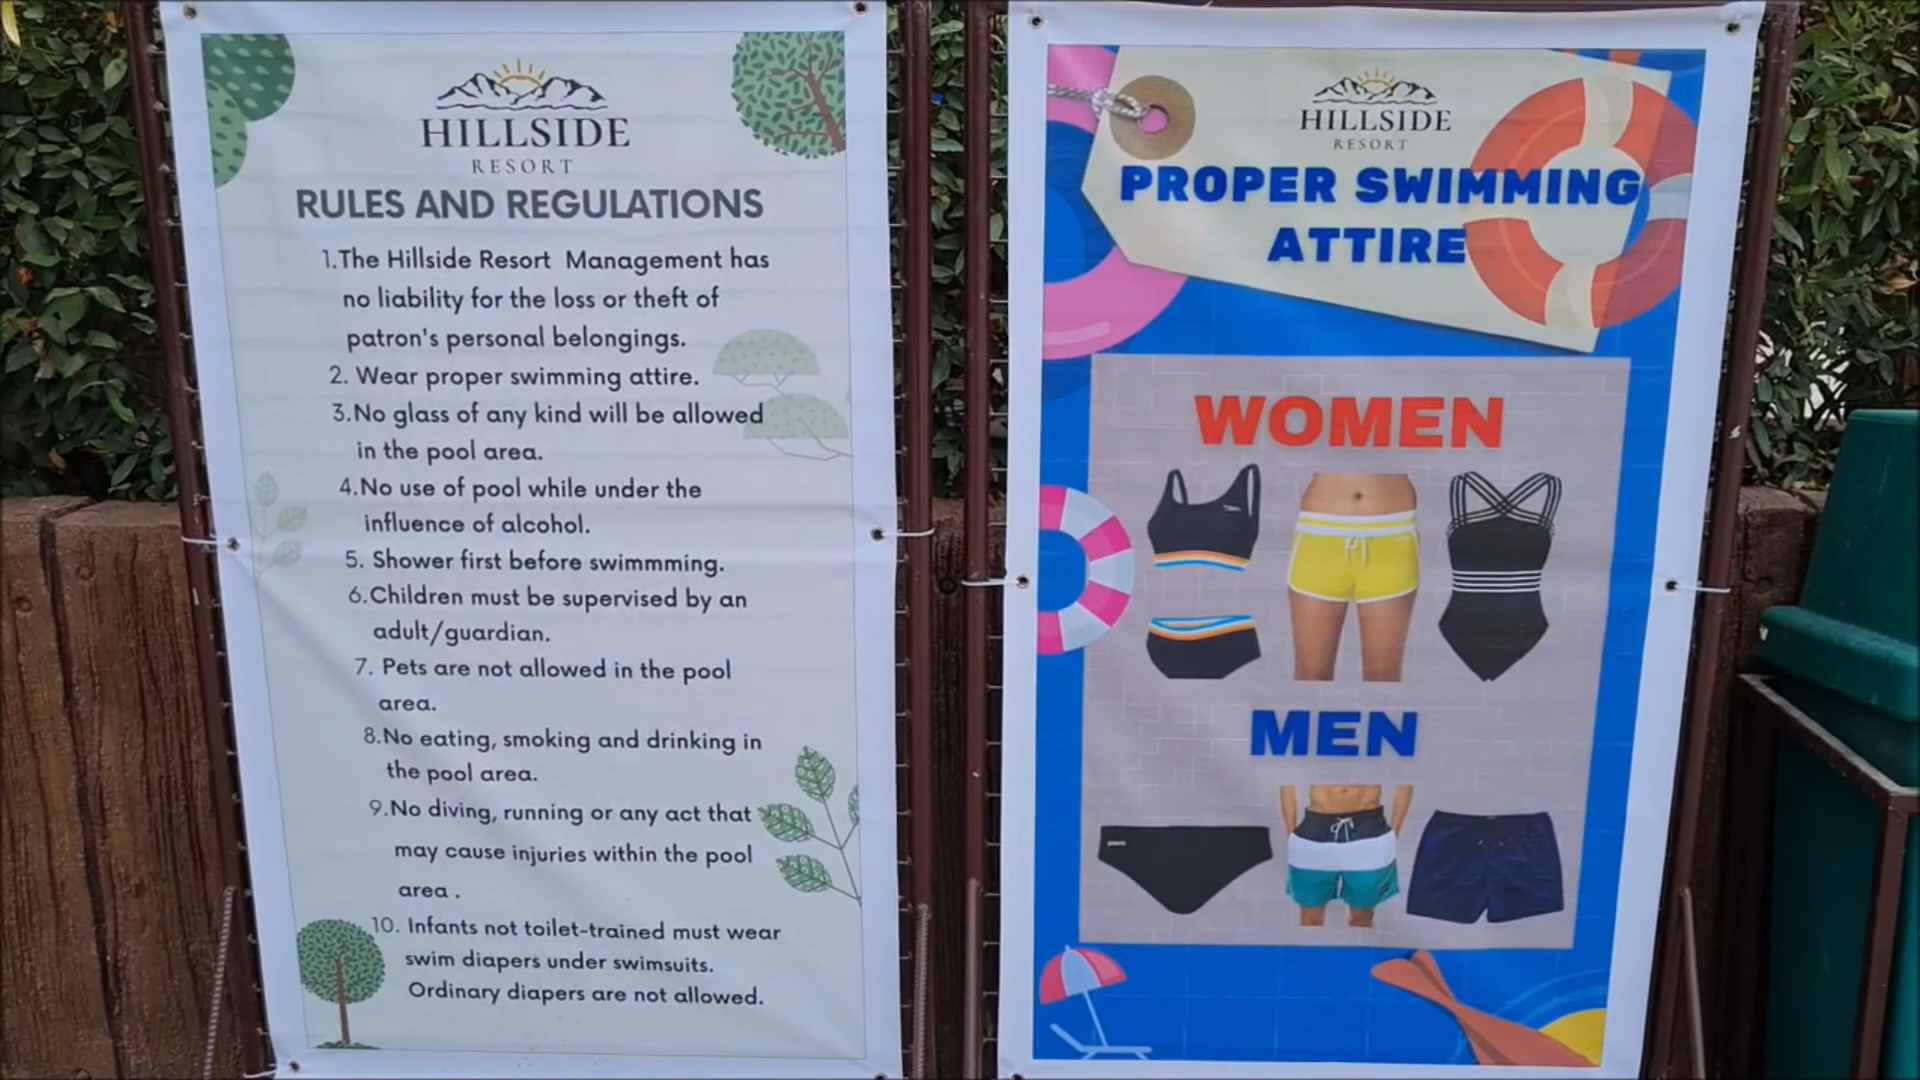 HILLSIDE
RESORT
RULES AND REGULATIONS
1.The Hillside Resort Management has
no liability for the loss or theft of
patron's personal belongings.
2. Wear proper swimming attire.
3.No glass of any kind will be allowed
in the pool area.
4.No use of pool while under the
influence of alcohol.
5. Shower first before swimmming.
6.Children must be supervised by an
adult/guardian.
7. Pets are not allowed in the pool
area.
8.No eating, smoking and drinking in
the pool area.
9.No diving, running or any act that
may cause injuries within the pool
area .
10. Infants not toilet-trained must wear
swim diapers under swimsuits.
Ordinary diapers are not allowed.
HILLSIDE
RESORT
PROPER SWIMMING
ATTIRE
WOMEN
MEN